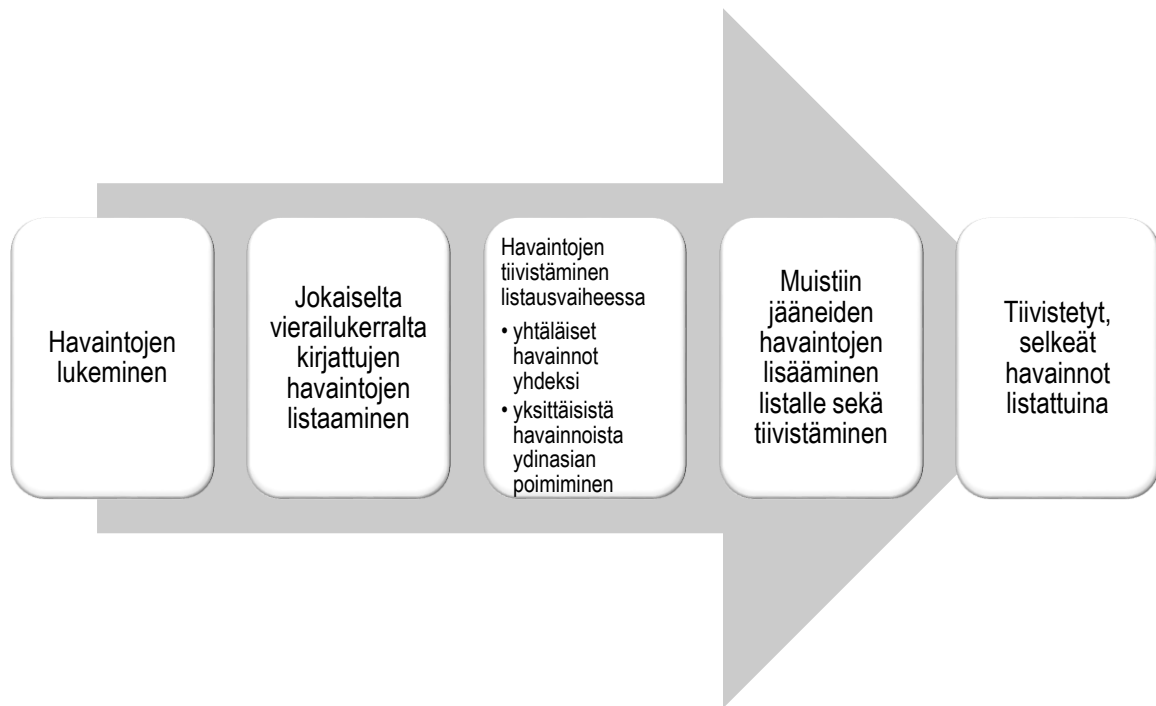 Havaintojen
lukeminen
Jokaiselta
vierailukerralta
kirjattujen
havaintojen
listaaminen
Havaintojen
tiivistäminen
listausvaiheessa
• yhtäläiset
havainnot
yhdeksi
• yksittäisistä
havainnoista
ydinasian
poimiminen
Muistiin
jääneiden
havaintojen
lisääminen
listalle sekä
tiivistäminen
Tiivistetyt,
selkeät
havainnot
listattuina